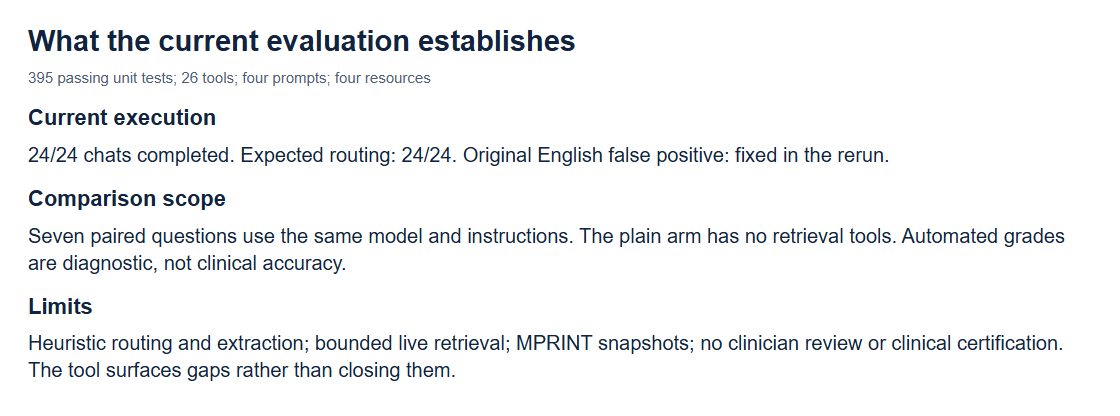 What the current evaluation establishes
395 passing unit tests; 26 tools; four prompts; four resources
Current execution
24/24 chats completed. Expected routing: 24/24. Original English false positive: fixed in the rerun.
Comparison scope
Seven paired questions use the same model and instructions. The plain arm has no retrieval tools. Automated grades
are diagnostic, not clinical accuracy.
Limits
Heuristic routing and extraction; bounded live retrieval; MPRINT snapshots; no clinician review or clinical certification.
The tool surfaces gaps rather than closing them.